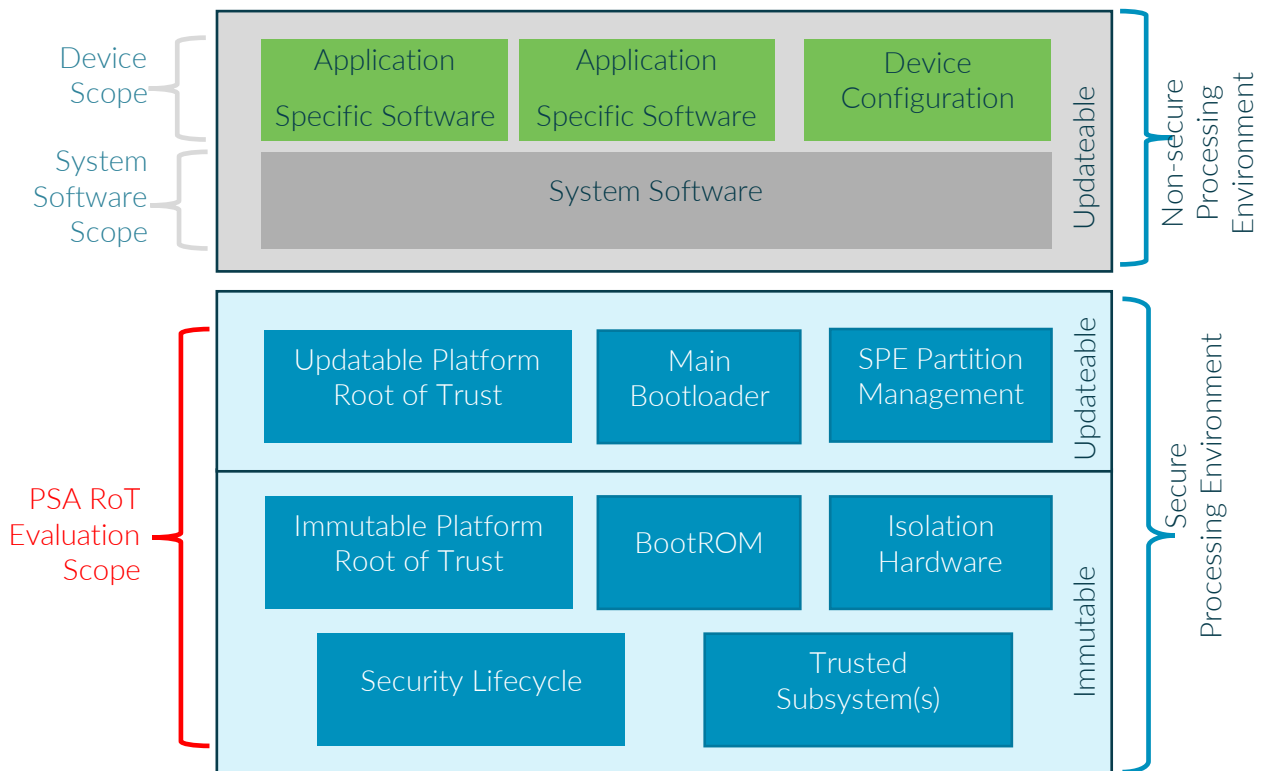 Device
Scope
Application
Specific Software
Application
Specific Software
Device
Configuration
System
Software
Scope
System Software
Updateable
Non-secure
Processing
Environment
PSA RoT
Evaluation
Scope
Updatable Platform
Root of Trust
Main
Bootloader
SPE Partition
Management
Updateable
Immutable Platform
Root of Trust
BootROM
Isolation
Hardware
Security Lifecycle
Trusted
Subsystem(s)
Immutable
Secure
Processing Environment